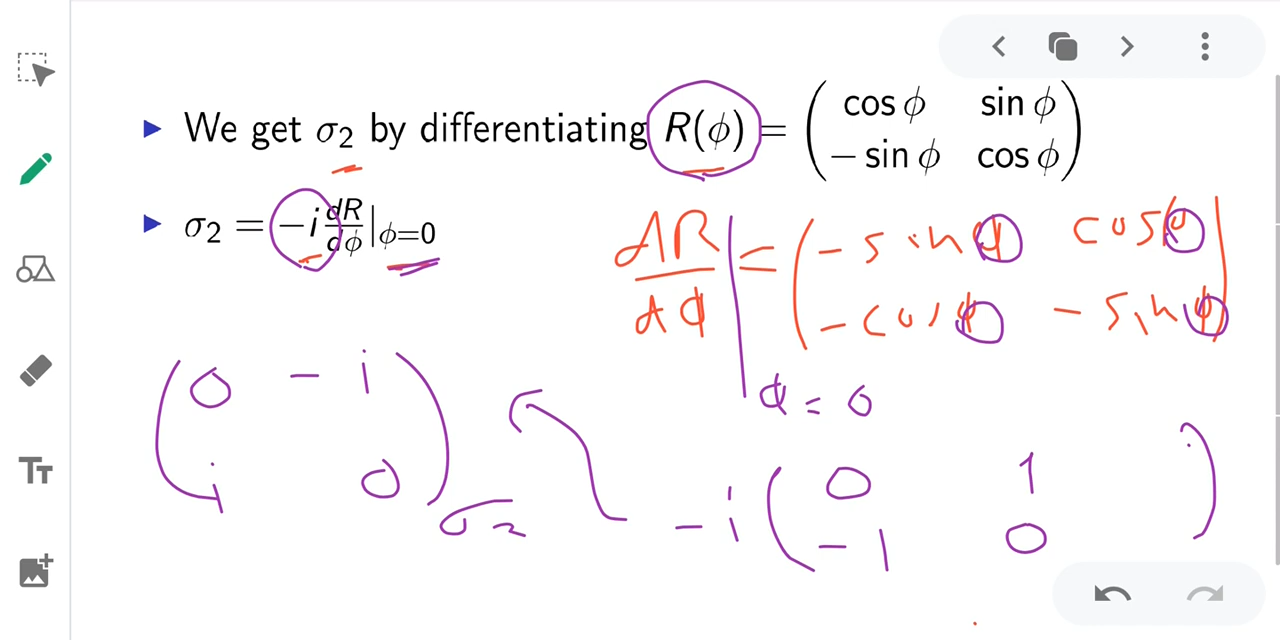 ▶ We get σ₂ by differentiating R(ϕ) = ( cos ϕ sin ϕ
− sin ϕ cos ϕ )
▶ σ₂ = −i dR/dϕ |ϕ=0
dR/dϕ | = ( − sin ϕ cos ϕ
− cos ϕ − sin ϕ )
ϕ = 0
( 0 − i
i 0 ) σ₂
− i ( 0 1
− 1 0 )
Tт